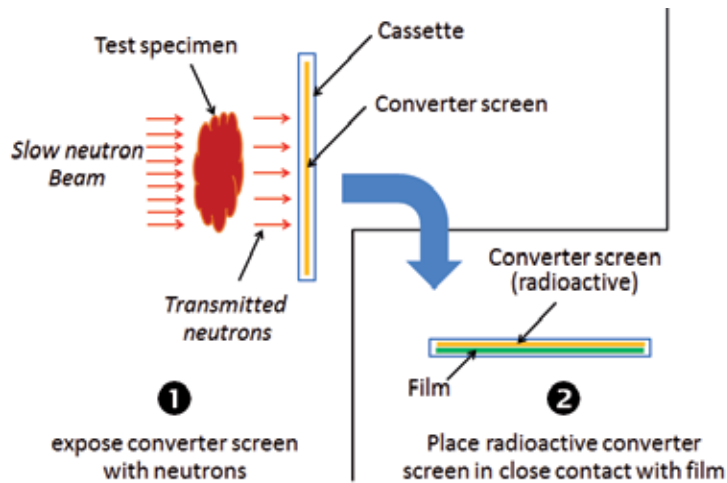 Test specimen
Cassette
Converter screen
Slow neutron
Beam
Transmitted
neutrons
1
expose converter screen
with neutrons
Converter screen
(radioactive)
Film
2
Place radioactive converter
screen in close contact with film